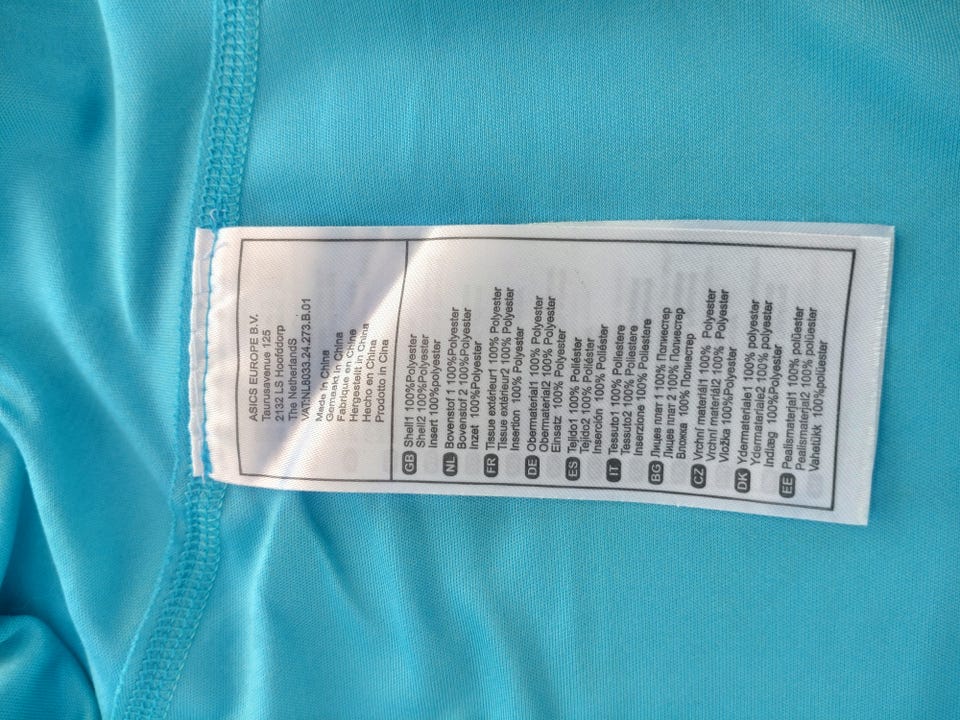 ASICS EUROPE B.V.
Taurusavenue 125
2132 LS Hoofddorp
The NetherlandS
VAT:NL8033.24.273.B.01
Made in China
Gemaakt in China
Fabrique en Chine
Hergestellt in China
Hecho en China
Prodotto in Cina
GB Shell1 100%Polyester
Shell2 100%Polyester
Insert 100%polyester
NL Bovenstof 1 100%Polyester
Bovenstof 2 100%Polyester
Inzet 100%Polyester
FR Tissue extérieur1 100% Polyester
Tissue extérieur2 100% Polyester
Insertion 100% Polyester
DE Obermaterial1 100% Polyester
Obermaterial2 100% Polyester
Einsatz 100% Polyester
ES Tejido1 100% Poliéster
Tejido2 100% Poliéster
Inserción 100% Poliéster
IT Tessuto1 100% Poliestere
Tessuto2 100% Poliestere
Inserzione 100% Poliestere
BG Лицев плат 1 100% Полиестер
Лицев плат 2 100% Полиестер
Вложка 100% Полиестер
CZ Vrchní materiál1 100% Polyester
Vrchní materiál2 100% Polyester
Vložka 100%Polyester
DK Ydermateriale1 100% polyester
Ydermateriale2 100% polyester
Indlæg 100%Polyester
EE Pealismaterjal1 100% polüester
Pealismaterjal2 100% polüester
Vahetükk 100%polüester